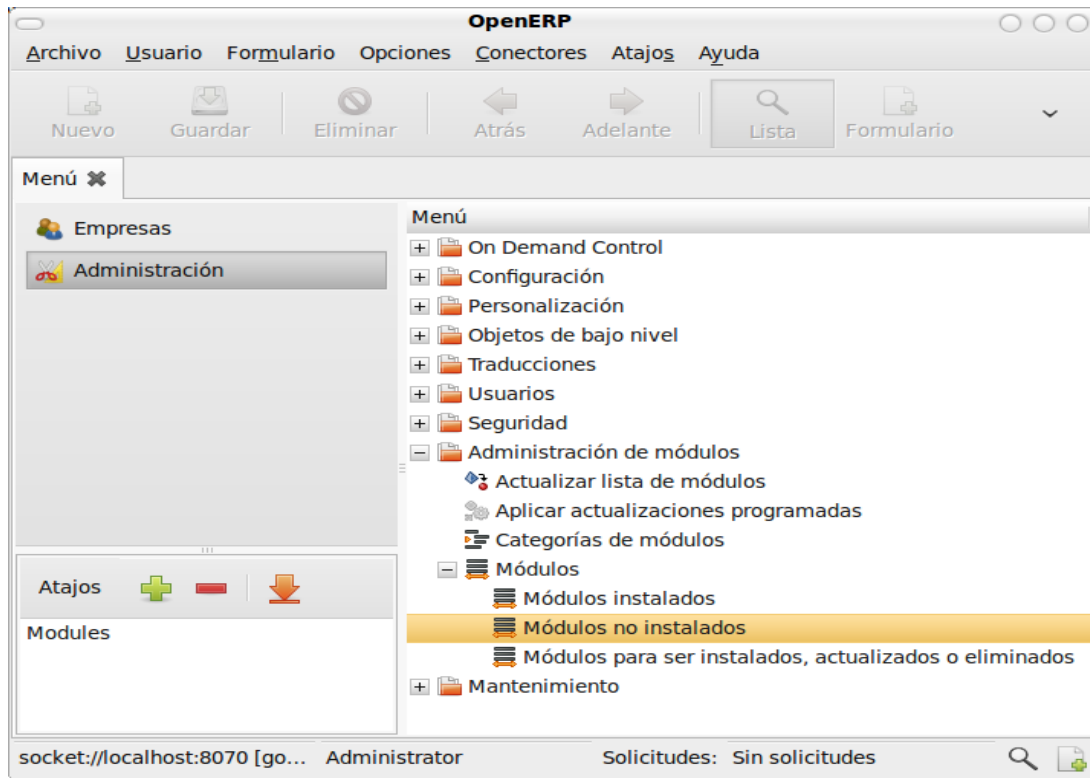 OpenERP
Archivo Usuario Formulario Opciones Conectores Atajos Ayuda
Nuevo Guardar Eliminar Atrás Adelante Lista Formulario
Menú
Empresas
Administración
Menú
On Demand Control
Configuración
Personalización
Objetos de bajo nivel
Traducciones
Usuarios
Seguridad
Administración de módulos
Actualizar lista de módulos
Aplicar actualizaciones programadas
Categorías de módulos
Módulos
Módulos instalados
Módulos no instalados
Módulos para ser instalados, actualizados o eliminados
Mantenimiento
Atajos
Modules
socket://localhost:8070 [go... Administrator Solicitudes: Sin solicitudes